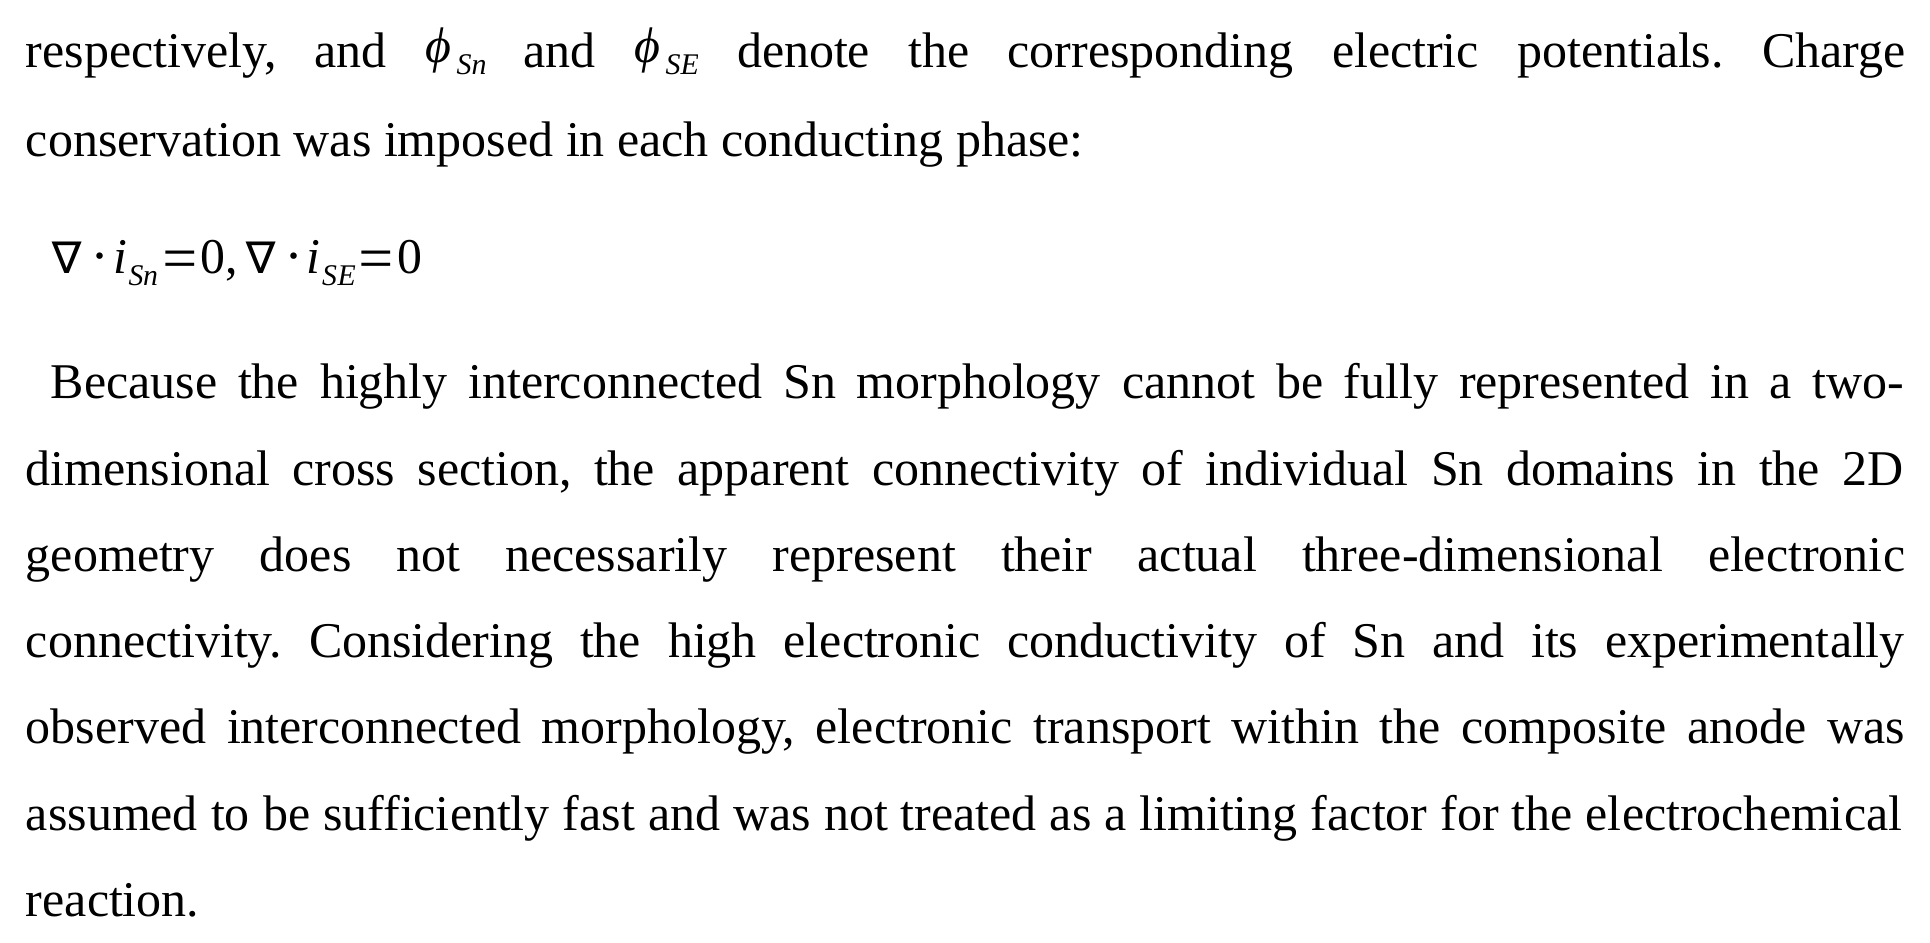 respectively, and ϕ_Sn and ϕ_SE denote the corresponding electric potentials. Charge
conservation was imposed in each conducting phase:
∇ · i_Sn = 0, ∇ · i_SE = 0
Because the highly interconnected Sn morphology cannot be fully represented in a two-
dimensional cross section, the apparent connectivity of individual Sn domains in the 2D
geometry does not necessarily represent their actual three-dimensional electronic
connectivity. Considering the high electronic conductivity of Sn and its experimentally
observed interconnected morphology, electronic transport within the composite anode was
assumed to be sufficiently fast and was not treated as a limiting factor for the electrochemical
reaction.